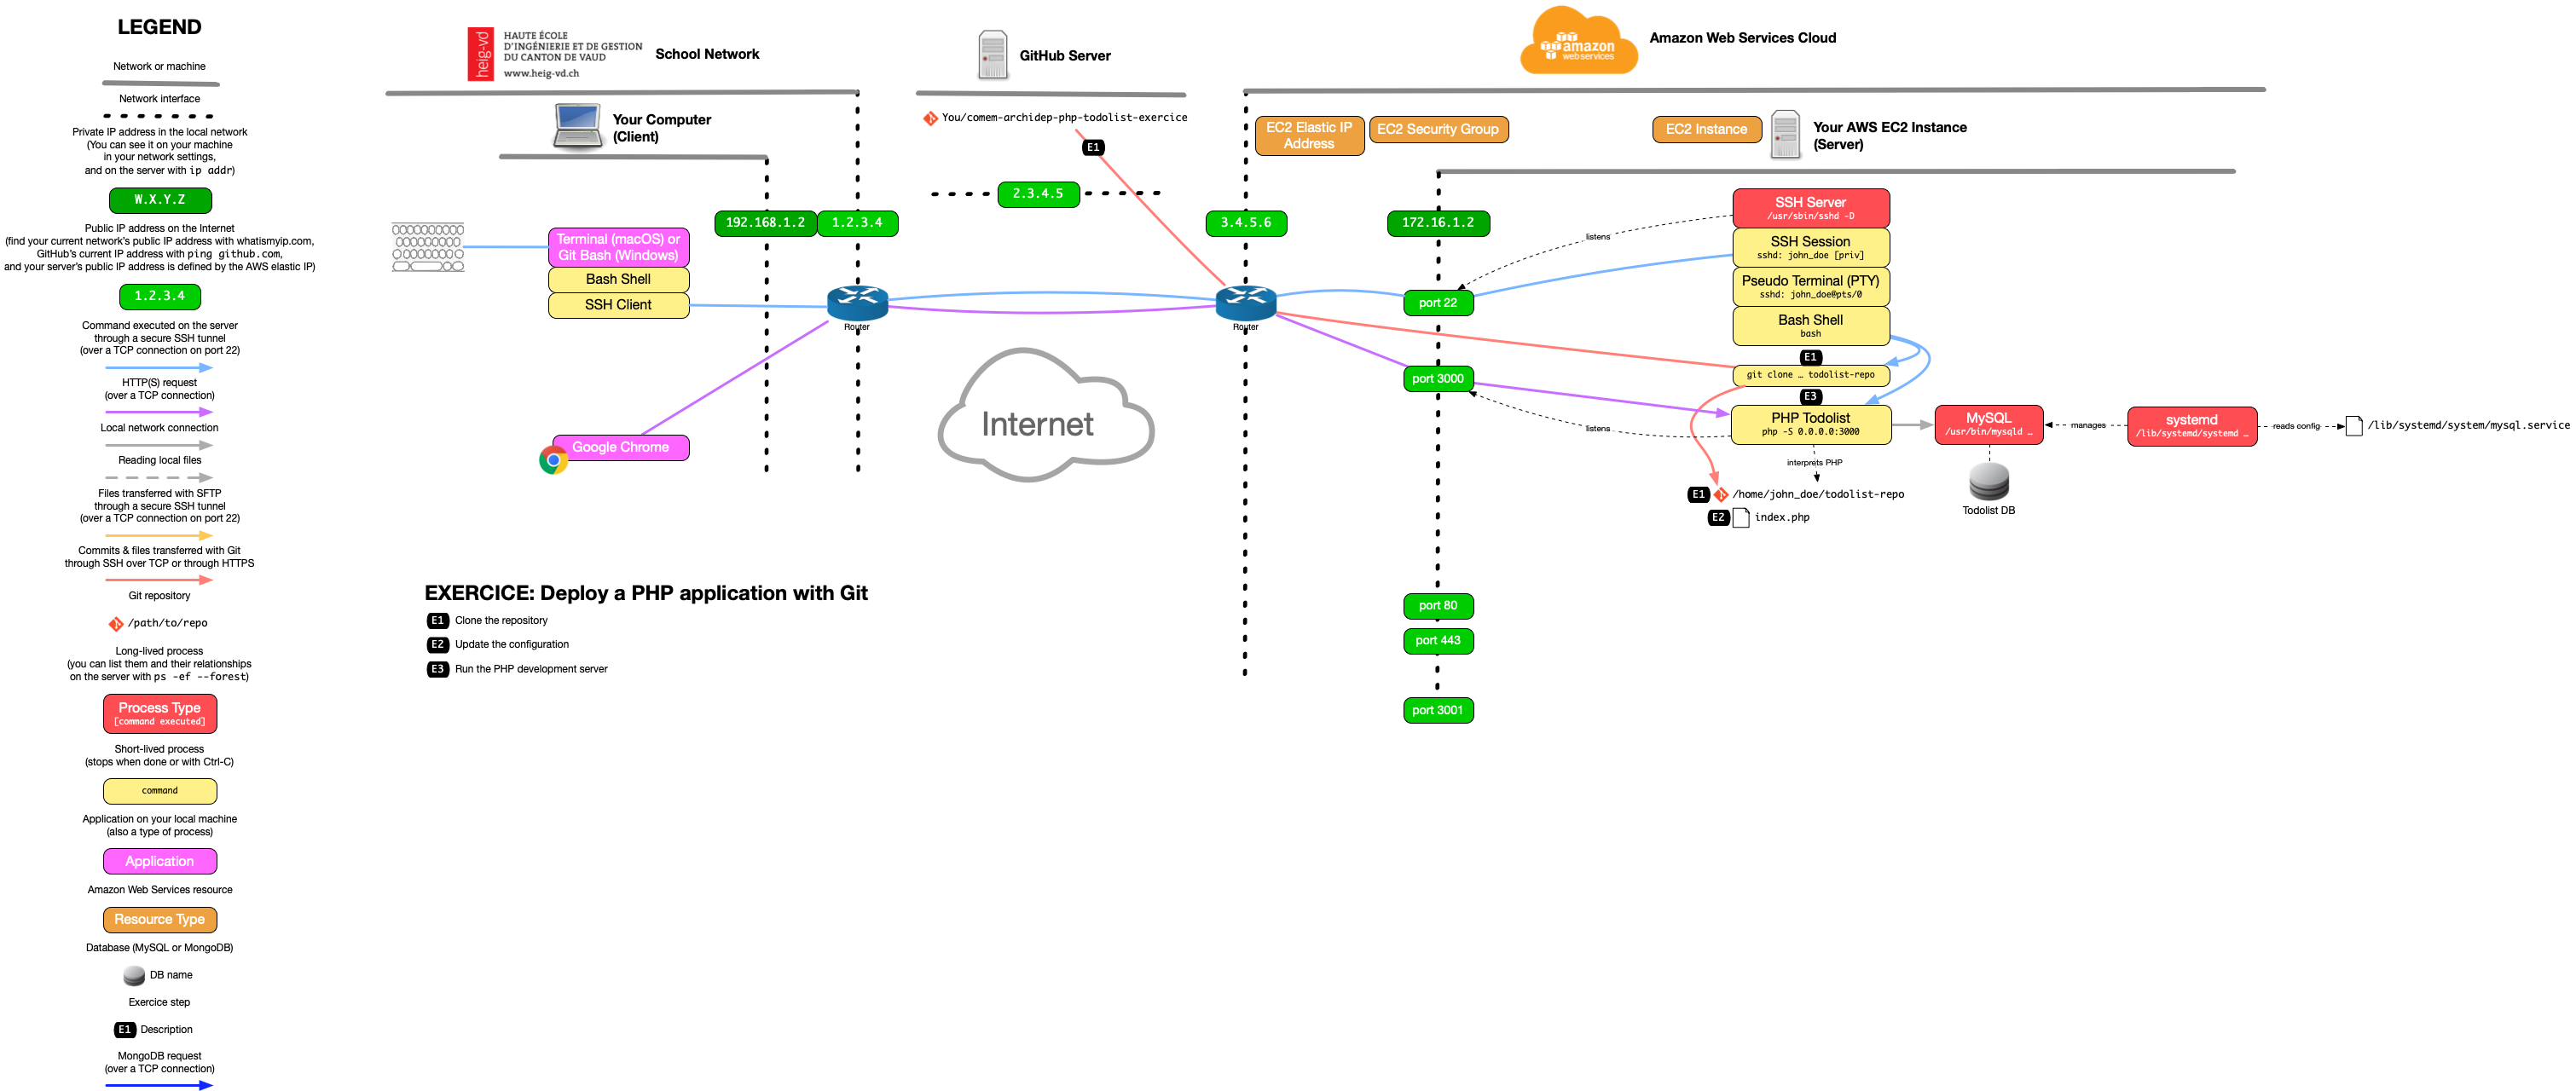 LEGEND
Network or machine
Network interface
Private IP address in the local network
(You can see it on your machine
in your network settings,
and on the server with ip addr)
W.X.Y.Z
Public IP address on the Internet
(find your current network's public IP address with whatismyip.com,
GitHub's current IP address with ping github.com,
and your server's public IP address is defined by the AWS elastic IP)
1.2.3.4
Command executed on the server
through a secure SSH tunnel
(over a TCP connection on port 22)
HTTP(S) request
(over a TCP connection)
Local network connection
Reading local files
Files transferred with SFTP
through a secure SSH tunnel
(over a TCP connection on port 22)
Commits & files transferred with Git
through SSH over TCP or through HTTPS
Git repository
/path/to/repo
Long-lived process
(you can list them and their relationships
on the server with ps -ef --forest)
Process Type
[command executed]
Short-lived process
(stops when done or with Ctrl-C)
command
Application on your local machine
(also a type of process)
Application
Amazon Web Services resource
Resource Type
Database (MySQL or MongoDB)
DB name
Exercice step
E1 Description
MongoDB request
(over a TCP connection)
heig-vd
HAUTE ÉCOLE
D'INGÉNIERIE ET DE GESTION
DU CANTON DE VAUD
www.heig-vd.ch
School Network
Your Computer
(Client)
192.168.1.2
1.2.3.4
Terminal (macOS) or
Git Bash (Windows)
Bash Shell
SSH Client
Router
Google Chrome
GitHub Server
You/comem-archidep-php-todolist-exercice
E1
2.3.4.5
Internet
amazon
webservices
Amazon Web Services Cloud
EC2 Elastic IP
Address
EC2 Security Group
EC2 Instance
Your AWS EC2 Instance
(Server)
3.4.5.6
172.16.1.2
Router
port 22
port 3000
port 80
port 443
port 3001
listens
listens
SSH Server
/usr/sbin/sshd -D
SSH Session
sshd: john_doe [priv]
Pseudo Terminal (PTY)
sshd: john_doe@pts/0
Bash Shell
bash
E1
git clone … todolist-repo
E3
PHP Todolist
php -S 0.0.0.0:3000
interprets PHP
E1 /home/john_doe/todolist-repo
E2 index.php
MySQL
/usr/bin/mysqld …
Todolist DB
manages
systemd
/lib/systemd/systemd …
reads config
/lib/systemd/system/mysql.service
EXERCICE: Deploy a PHP application with Git
E1 Clone the repository
E2 Update the configuration
E3 Run the PHP development server